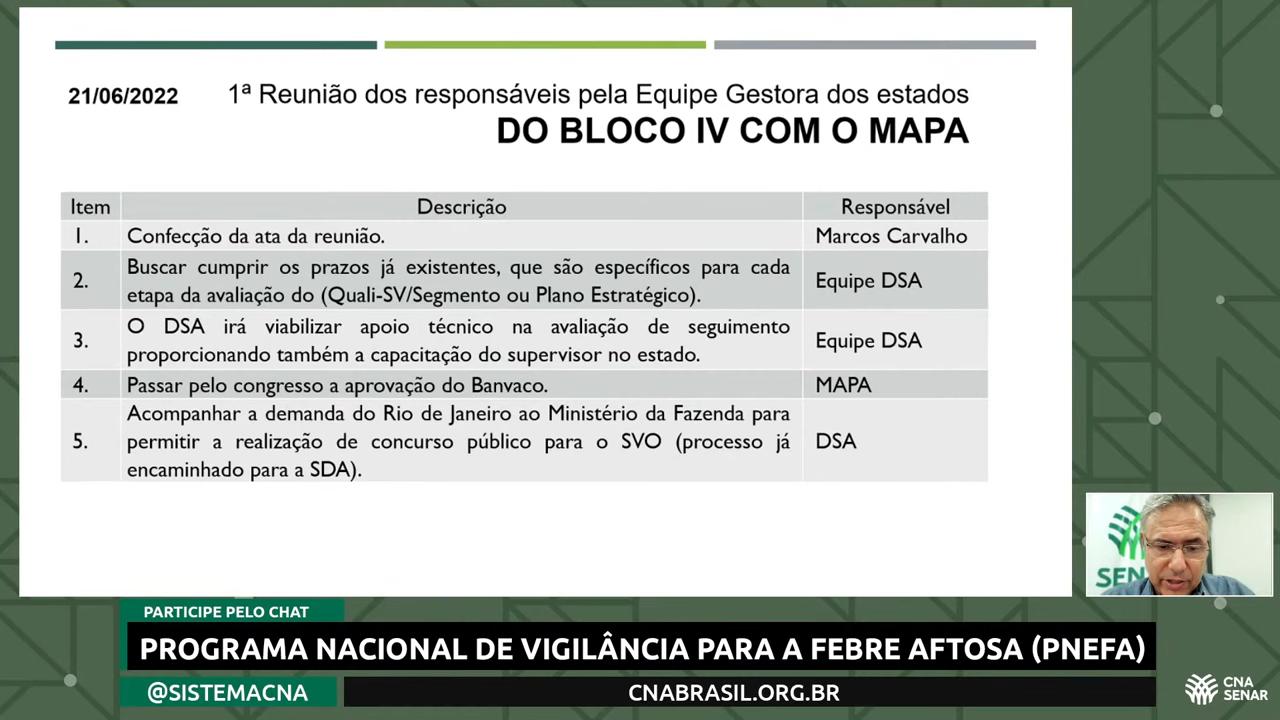 21/06/2022
1ª Reunião dos responsáveis pela Equipe Gestora dos estados
DO BLOCO IV COM O MAPA
Item Descrição Responsável
1. Confecção da ata da reunião. Marcos Carvalho
2. Buscar cumprir os prazos já existentes, que são específicos para cada
etapa da avaliação do (Quali-SV/Segmento ou Plano Estratégico). Equipe DSA
3. O DSA irá viabilizar apoio técnico na avaliação de seguimento
proporcionando também a capacitação do supervisor no estado. Equipe DSA
4. Passar pelo congresso a aprovação do Banvaco. MAPA
5. Acompanhar a demanda do Rio de Janeiro ao Ministério da Fazenda para
permitir a realização de concurso público para o SVO (processo já
encaminhado para a SDA). DSA
SENA
PARTICIPE PELO CHAT
PROGRAMA NACIONAL DE VIGILÂNCIA PARA A FEBRE AFTOSA (PNEFA)
@SISTEMACNA
CNABRASIL.ORG.BR
CNA
SENAR